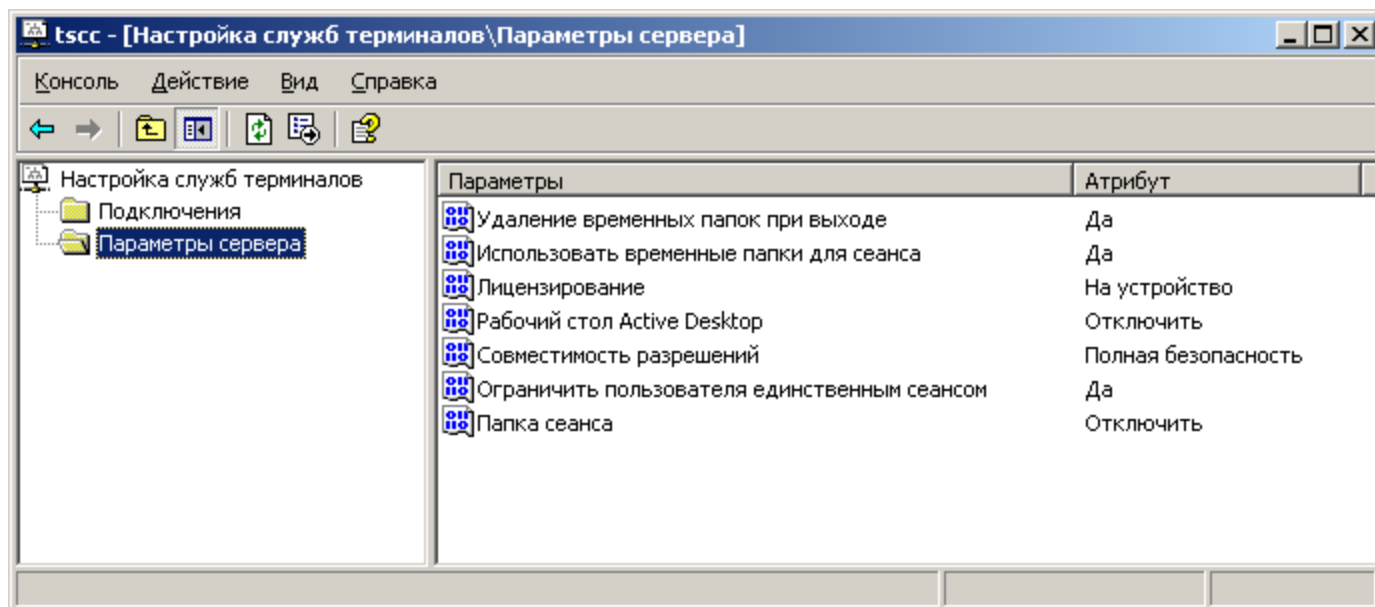 tscc - [Настройка служб терминалов\Параметры сервера]
Консоль Действие Вид Справка
Настройка служб терминалов
Подключения
Параметры сервера
Параметры Атрибут
Удаление временных папок при выходе Да
Использовать временные папки для сеанса Да
Лицензирование На устройство
Рабочий стол Active Desktop Отключить
Совместимость разрешений Полная безопасность
Ограничить пользователя единственным сеансом Да
Папка сеанса Отключить